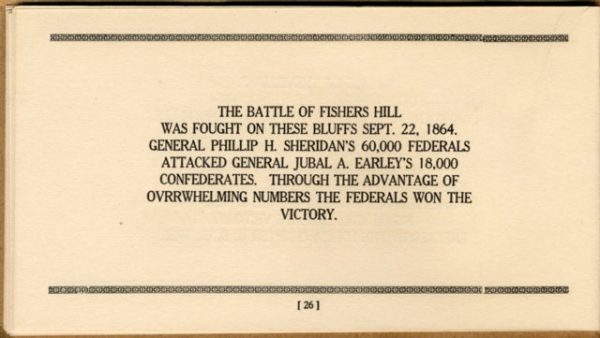 THE BATTLE OF FISHERS HILL
WAS FOUGHT ON THESE BLUFFS SEPT. 22, 1864.
GENERAL PHILLIP H. SHERIDAN'S 60,000 FEDERALS
ATTACKED GENERAL JUBAL A. EARLEY'S 18,000
CONFEDERATES. THROUGH THE ADVANTAGE OF
OVRRWHELMING NUMBERS THE FEDERALS WON THE
VICTORY.
[ 26 ]